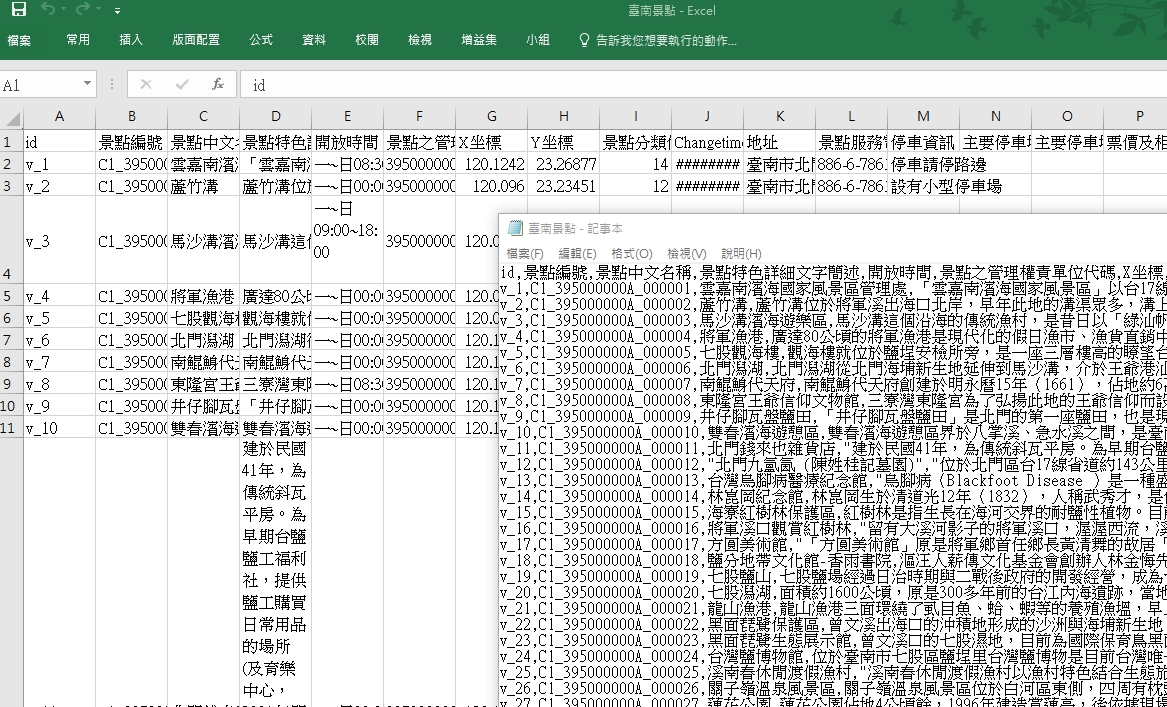 臺南景點 - Excel
檔案 常用 插入 版面配置 公式 資料 校閱 檢視 增益集 小組 告訴我您想要執行的動作...
A1 fx id
A B C D E F G H I J K L M N O P
1 id 景點編號 景點中文名 景點特色詳 開放時間 景點之管理 X坐標 Y坐標 景點分類代 Changetime 地址 景點服務電 停車資訊 主要停車場 主要停車場 票價及相
2 v_1 C1_395000 雲嘉南濱海 「雲嘉南濱 一~日08:30 395000000 120.1242 23.26877 14 ######## 臺南市北門 886-6-7861 停車請停路邊
3 v_2 C1_395000 蘆竹溝 蘆竹溝位於 一~日00:00 395000000 120.096 23.23451 12 ######## 臺南市北門 886-6-7861 設有小型停車場
4 v_3 C1_395000 馬沙溝濱海 馬沙溝這個 一~日
09:00~18:
00 395000000 120.0
5 v_4 C1_395000 將軍漁港 廣達80公頃 一~日00:00 395000000 120.0
6 v_5 C1_395000 七股觀海樓 觀海樓就位 一~日00:00 395000000 120.0
7 v_6 C1_395000 北門潟湖 北門潟湖從 一~日00:00 395000000 120.0
8 v_7 C1_395000 南鯤鯓代天 南鯤鯓代天 一~日00:00 395000000 120.1
9 v_8 C1_395000 東隆宮王爺 三寮灣東隆 一~日08:30 395000000 120.1
10 v_9 C1_395000 井仔腳瓦盤 「井仔腳瓦 一~日00:00 395000000 120.1
11 v_10 C1_395000 雙春濱海遊 雙春濱海遊 一~日00:00 395000000 120.1
建於民國
41年，為
傳統斜瓦
平房。為
早期台鹽
鹽工福利
社，提供
鹽工購買
日常用品
的場所
(及育樂
中心，
臺南景點 - 記事本
檔案(F) 編輯(E) 格式(O) 檢視(V) 說明(H)
id,景點編號,景點中文名稱,景點特色詳細文字簡述,開放時間,景點之管理權責單位代碼,X坐標,
v_1,C1_395000000A_000001,雲嘉南濱海國家風景區管理處,「雲嘉南濱海國家風景區」以台17線
v_2,C1_395000000A_000002,蘆竹溝,蘆竹溝位於將軍溪出海口北岸，早年此地的溝渠眾多，溝上
v_3,C1_395000000A_000003,馬沙溝濱海遊樂區,馬沙溝這個沿海的傳統漁村，是昔日以「綠汕帆
v_4,C1_395000000A_000004,將軍漁港,廣達80公頃的將軍漁港是現代化的假日漁市、漁貨直銷中
v_5,C1_395000000A_000005,七股觀海樓,觀海樓就位於鹽埕安檢所旁，是一座三層樓高的瞭望台
v_6,C1_395000000A_000006,北門潟湖,北門潟湖從北門海埔新生地延伸到馬沙溝，介於王爺港汕
v_7,C1_395000000A_000007,南鯤鯓代天府,南鯤鯓代天府創建於明永曆15年（1661），佔地約6公
v_8,C1_395000000A_000008,東隆宮王爺信仰文物館,三寮灣東隆宮為了弘揚此地的王爺信仰而設
v_9,C1_395000000A_000009,井仔腳瓦盤鹽田,「井仔腳瓦盤鹽田」是北門的第一座鹽田，也是現
v_10,C1_395000000A_000010,雙春濱海遊憩區,雙春濱海遊憩區界於八掌溪、急水溪之間，是臺南
v_11,C1_395000000A_000011,北門錢來也雜貨店,"建於民國41年，為傳統斜瓦平房。為早期台鹽
v_12,C1_395000000A_000012,"北門九氫氤（陳姓桂記墓園)","位於北門區台17線省道約143公里
v_13,C1_395000000A_000013,台灣烏腳病醫療紀念館,"烏腳病（Blackfoot Disease ）是一種盛
v_14,C1_395000000A_000014,林崑岡紀念館,林崑岡生於清道光12年（1832），人稱武秀才，是
v_15,C1_395000000A_000015,海寮紅樹林保護區,紅樹林是指生長在海河交界的耐鹽性植物。目前
v_16,C1_395000000A_000016,將軍溪口觀賞紅樹林,"留有大溪河影子的將軍溪口，渥渥西流，溪
v_17,C1_395000000A_000017,方圓美術館,"「方圓美術館」原是將軍鄉首任鄉長黃清舞的故居「
v_18,C1_395000000A_000018,鹽分地帶文化館-香雨書院,漚汪人薪傳文化基金會創辦人林金悔先
v_19,C1_395000000A_000019,七股鹽山,七股鹽場經過日治時期與二戰後政府的開發經營，成為
v_20,C1_395000000A_000020,七股潟湖,面積約1600公頃，原是300多年前的台江內海遺跡，當地
v_21,C1_395000000A_000021,龍山漁港,龍山漁港三面環繞了虱目魚、蛤、蝦等的養殖漁塭，早上
v_22,C1_395000000A_000022,黑面琵鷺保護區,曾文溪出海口的沖積地形成的沙洲與海埔新生地
v_23,C1_395000000A_000023,黑面琵鷺生態展示館,曾文溪口的七股濕地，目前為國際保育鳥黑面
v_24,C1_395000000A_000024,台灣鹽博物館,位於臺南市七股區鹽埕里台灣鹽博物是目前台灣唯一
v_25,C1_395000000A_000025,溪南春休閒渡假漁村,"溪南春休閒渡假漁村以漁村特色結合生態旅
v_26,C1_395000000A_000026,關子嶺溫泉風景區,關子嶺溫泉風景區位於白河區東側，四周有枕
v_27,C1_395000000A_000027,蓮花公園,蓮花公園佔地4公頃餘，1996年建造賞蓮亭，後依據現場